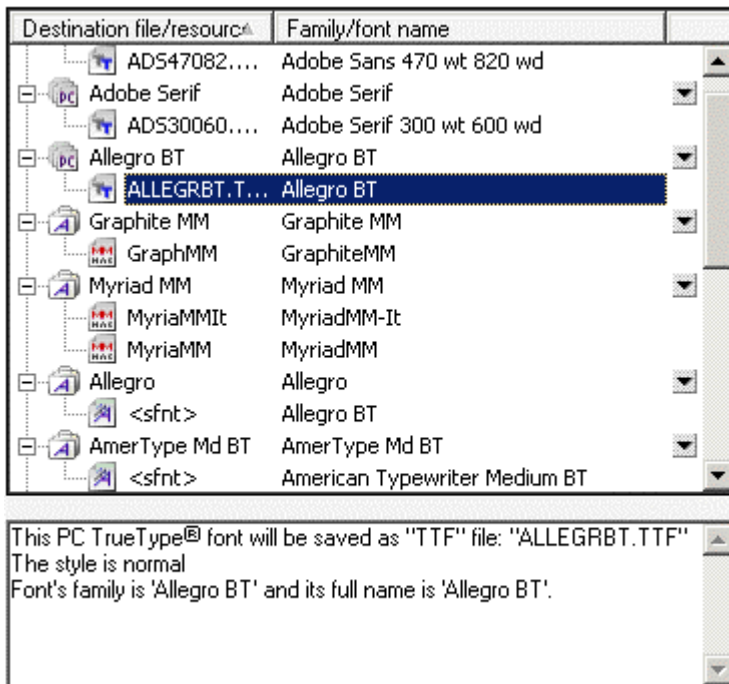 Destination file/resourc Family/font name
ADS47082.... Adobe Sans 470 wt 820 wd
Adobe Serif Adobe Serif
ADS30060.... Adobe Serif 300 wt 600 wd
Allegro BT Allegro BT
ALLEGRBT.T... Allegro BT
Graphite MM Graphite MM
GraphMM GraphiteMM
Myriad MM Myriad MM
MyriaMMIt MyriadMM-It
MyriaMM MyriadMM
Allegro Allegro
<sfnt> Allegro BT
AmerType Md BT AmerType Md BT
<sfnt> American Typewriter Medium BT
This PC TrueType® font will be saved as "TTF" file: "ALLEGRBT.TTF"
The style is normal
Font's family is 'Allegro BT' and its full name is 'Allegro BT'.